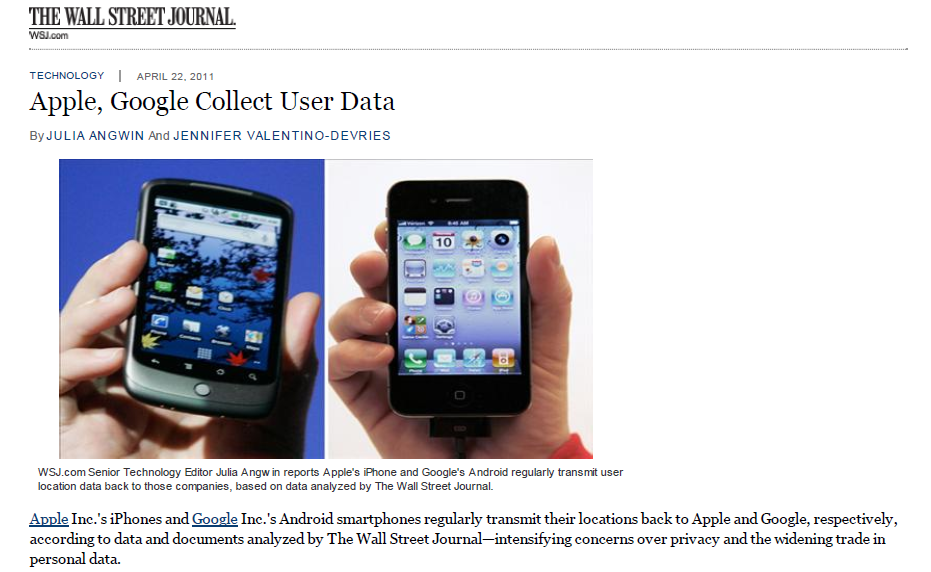 THE WALL STREET JOURNAL.
WSJ.com
TECHNOLOGY | APRIL 22, 2011
Apple, Google Collect User Data
By JULIA ANGWIN And JENNIFER VALENTINO-DEVRIES
10
WSJ.com Senior Technology Editor Julia Angwin reports Apple's iPhone and Google's Android regularly transmit user
location data back to those companies, based on data analyzed by The Wall Street Journal.
Apple Inc.'s iPhones and Google Inc.'s Android smartphones regularly transmit their locations back to Apple and Google, respectively,
according to data and documents analyzed by The Wall Street Journal—intensifying concerns over privacy and the widening trade in
personal data.